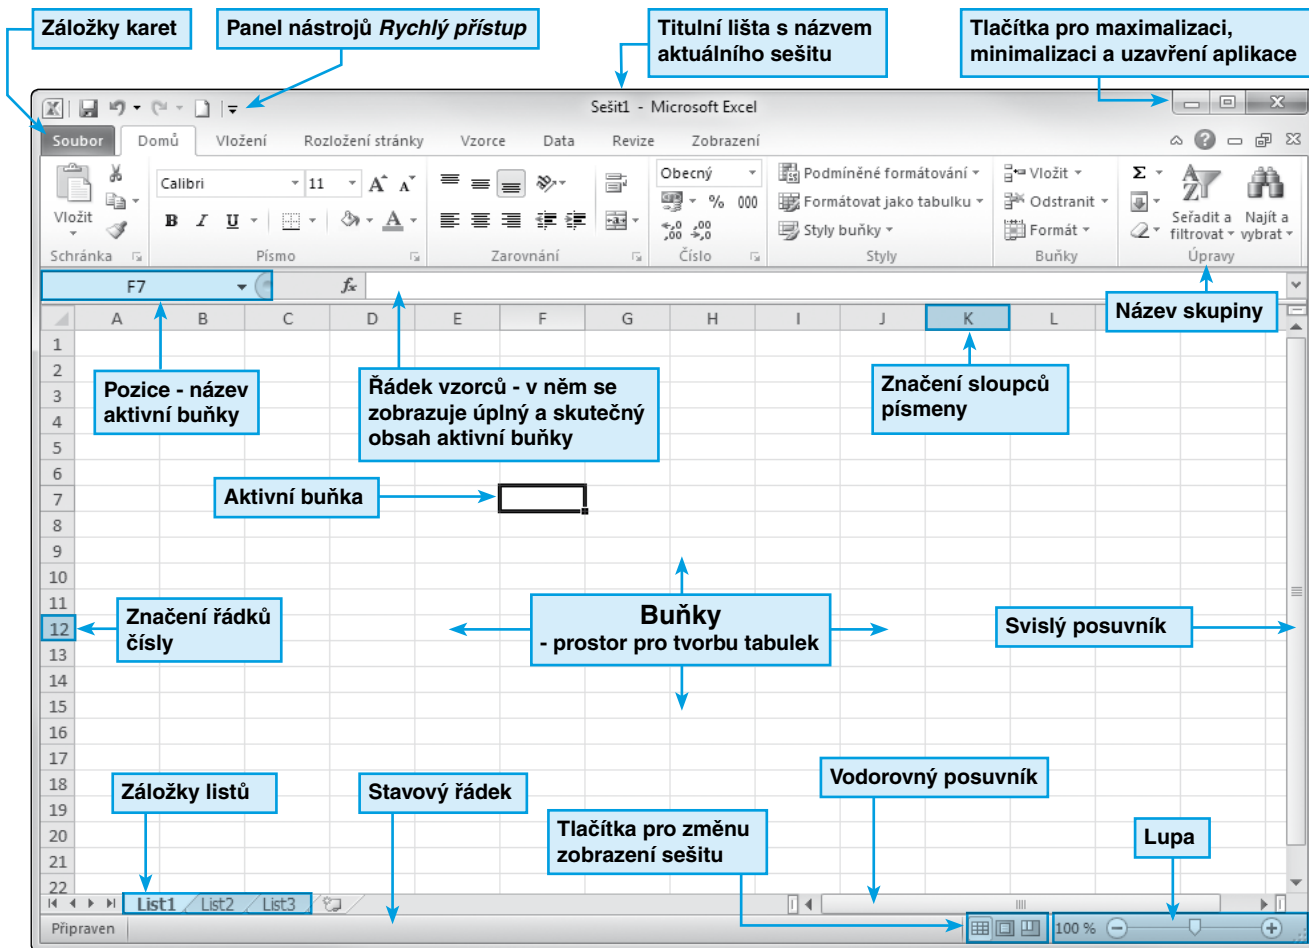 Záložky karet
Panel nástrojů Rychlý přístup
Titulní lišta s názvem
aktuálního sešitu
Tlačítka pro maximalizaci,
minimalizaci a uzavření aplikace
Sešit1 - Microsoft Excel
Soubor Domů Vložení Rozložení stránky Vzorce Data Revize Zobrazení
Vložit
Schránka
Calibri 11
B I U A
Písmo
Zarovnání
Obecný
% 000
Číslo
Podmíněné formátování
Formátovat jako tabulku
Styly buňky
Styly
Vložit
Odstranit
Formát
Buňky
Σ
Seřadit a
filtrovat
Najít a
vybrat
Úpravy
F7 fx
Název skupiny
A B C D E F G H I J K L
1
2
3
4
5
6
7
8
9
10
11
12
13
14
15
16
17
18
19
20
21
22
Pozice - název
aktivní buňky
Řádek vzorců - v něm se
zobrazuje úplný a skutečný
obsah aktivní buňky
Značení sloupců
písmeny
Aktivní buňka
Značení řádků
čísly
Buňky
- prostor pro tvorbu tabulek
Svislý posuvník
Záložky listů
Stavový řádek
Vodorovný posuvník
Tlačítka pro změnu
zobrazení sešitu
Lupa
List1 List2 List3
Připraven
100 %